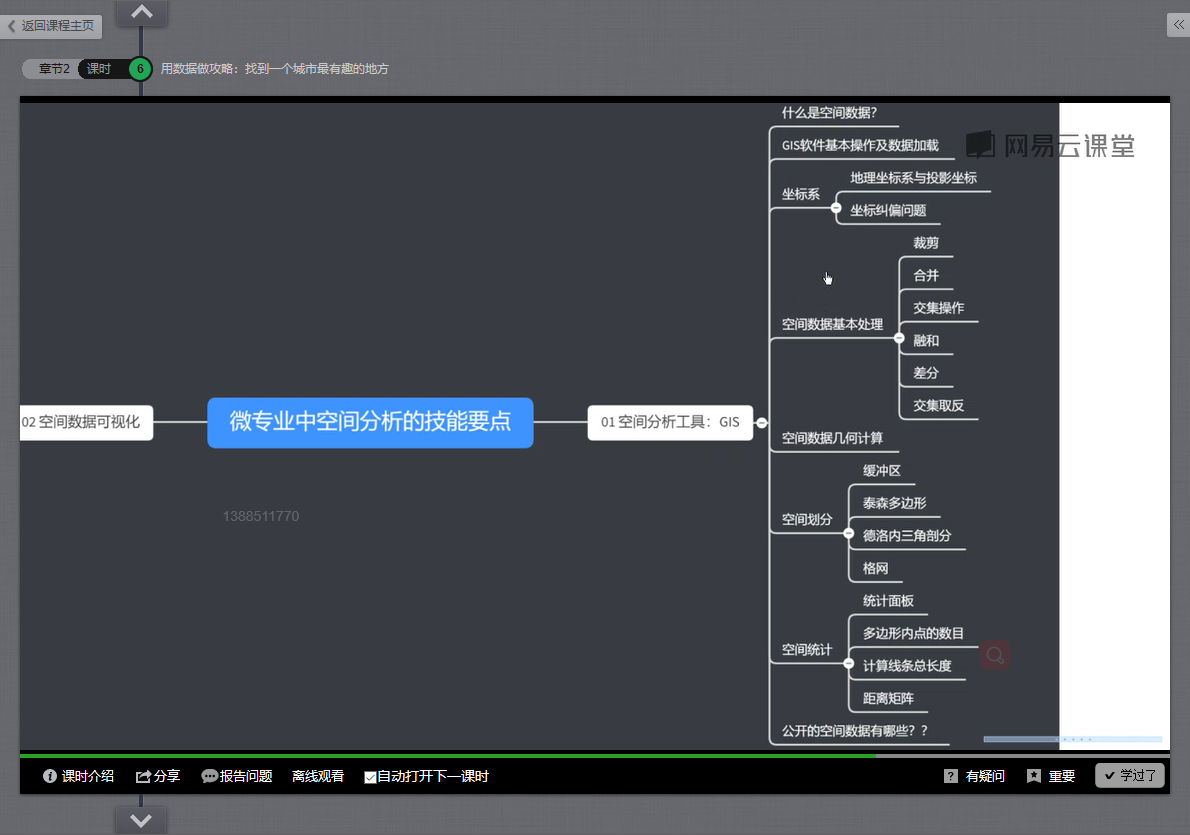 返回课程主页
章节2 课时 6 用数据做攻略：找到一个城市最有趣的地方
网易云课堂
02 空间数据可视化
微专业中空间分析的技能要点
01 空间分析工具：GIS
什么是空间数据？
GIS软件基本操作及数据加载
坐标系
地理坐标系与投影坐标
坐标纠偏问题
空间数据基本处理
裁剪
合并
交集操作
融和
差分
交集取反
空间数据几何计算
空间划分
缓冲区
泰森多边形
德洛内三角剖分
格网
空间统计
统计面板
多边形内点的数目
计算线条总长度
距离矩阵
公开的空间数据有哪些？？
1388511770
课时介绍 分享 报告问题 离线观看 自动打开下一课时 ? 有疑问 重要 学过了